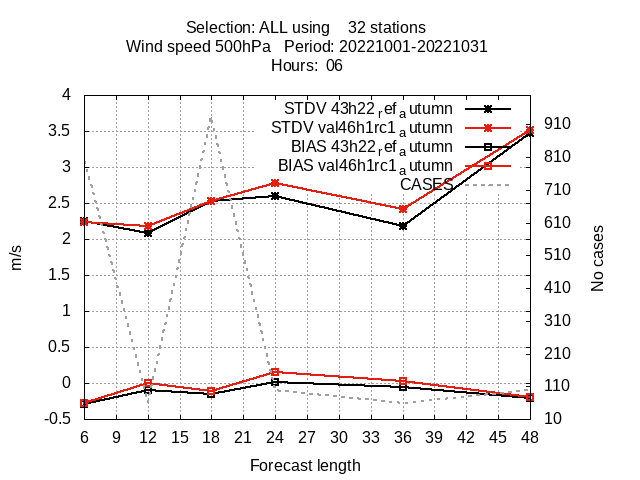 Selection: ALL using 32 stations
Wind speed 500hPa Period: 20221001-20221031
Hours: 06
STDV 43h22_ref_autumn
STDV val46h1rc1_autumn
BIAS 43h22_ref_autumn
BIAS val46h1rc1_autumn
CASES
4
3.5
3
2.5
2
1.5
1
0.5
0
-0.5
m/s
910
810
710
610
510
410
310
210
110
10
No cases
6 9 12 15 18 21 24 27 30 33 36 39 42 45 48
Forecast length